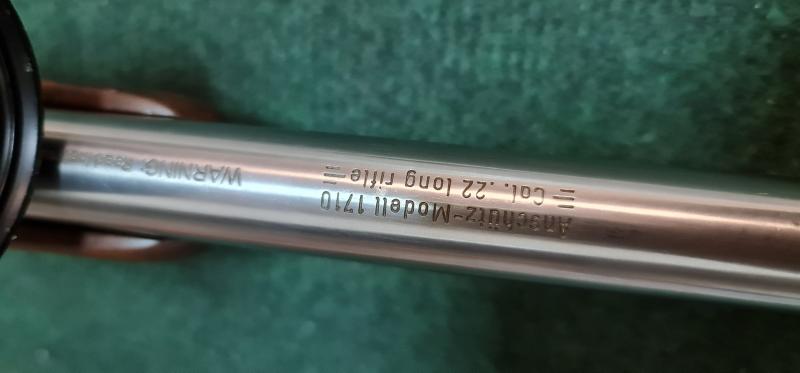 Anschütz-Modell 1710
≡ Cal. .22 long rifle ≡
WARNING